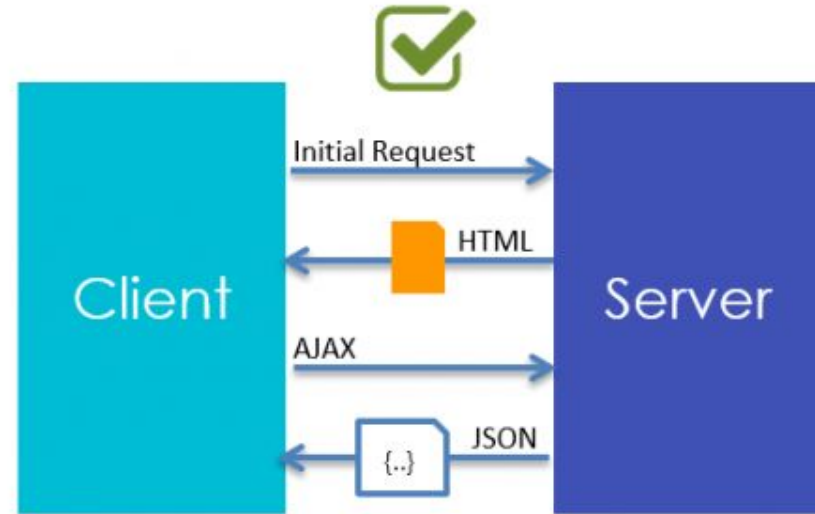 Initial Request
HTML
Client
Server
AJAX
JSON
{..}